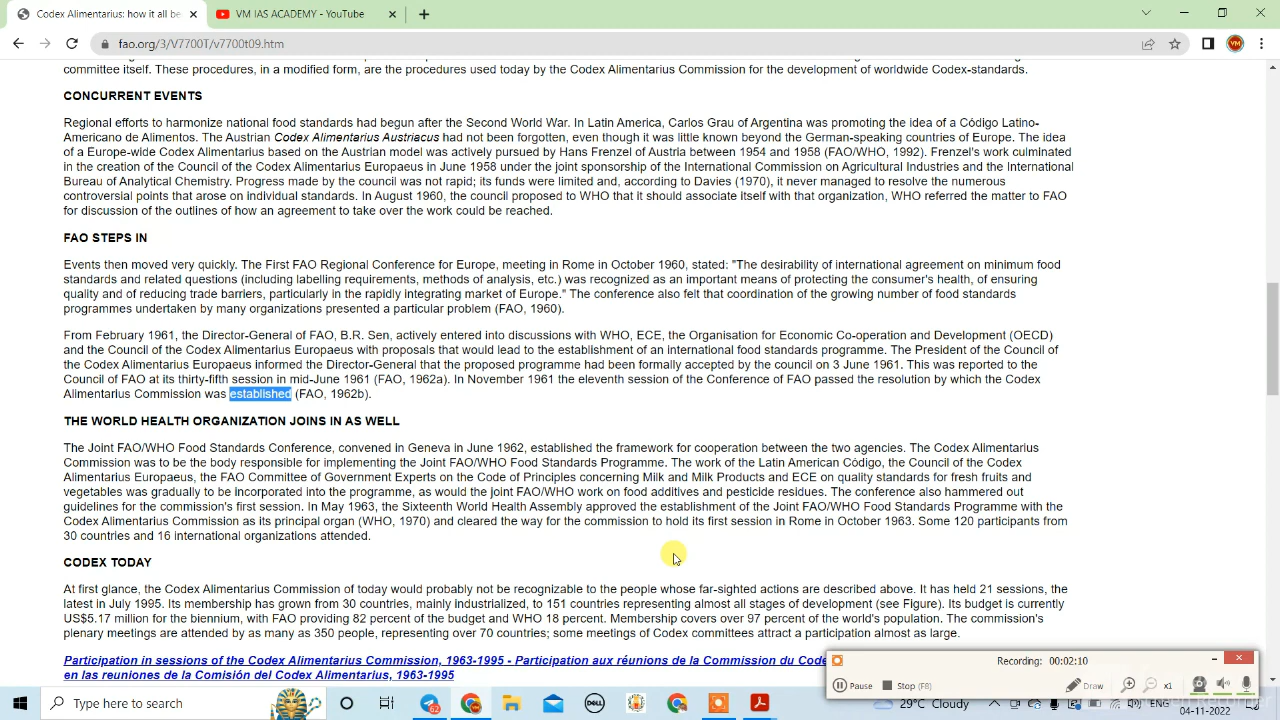 Codex Alimentarius: how it all be
VM IAS ACADEMY - YouTube
fao.org/3/V7700T/v7700t09.htm
VM
committee itself. These procedures, in a modified form, are the procedures used today by the Codex Alimentarius Commission for the development of worldwide Codex-standards.
CONCURRENT EVENTS
Regional efforts to harmonize national food standards had begun after the Second World War. In Latin America, Carlos Grau of Argentina was promoting the idea of a Código Latino-
Americano de Alimentos. The Austrian Codex Alimentarius Austriacus had not been forgotten, even though it was little known beyond the German-speaking countries of Europe. The idea
of a Europe-wide Codex Alimentarius based on the Austrian model was actively pursued by Hans Frenzel of Austria between 1954 and 1958 (FAO/WHO, 1992). Frenzel's work culminated
in the creation of the Council of the Codex Alimentarius Europaeus in June 1958 under the joint sponsorship of the International Commission on Agricultural Industries and the International
Bureau of Analytical Chemistry. Progress made by the council was not rapid; its funds were limited and, according to Davies (1970), it never managed to resolve the numerous
controversial points that arose on individual standards. In August 1960, the council proposed to WHO that it should associate itself with that organization, WHO referred the matter to FAO
for discussion of the outlines of how an agreement to take over the work could be reached.
FAO STEPS IN
Events then moved very quickly. The First FAO Regional Conference for Europe, meeting in Rome in October 1960, stated: "The desirability of international agreement on minimum food
standards and related questions (including labelling requirements, methods of analysis, etc.) was recognized as an important means of protecting the consumer's health, of ensuring
quality and of reducing trade barriers, particularly in the rapidly integrating market of Europe." The conference also felt that coordination of the growing number of food standards
programmes undertaken by many organizations presented a particular problem (FAO, 1960).
From February 1961, the Director-General of FAO, B.R. Sen, actively entered into discussions with WHO, ECE, the Organisation for Economic Co-operation and Development (OECD)
and the Council of the Codex Alimentarius Europaeus with proposals that would lead to the establishment of an international food standards programme. The President of the Council of
the Codex Alimentarius Europaeus informed the Director-General that the proposed programme had been formally accepted by the council on 3 June 1961. This was reported to the
Council of FAO at its thirty-fifth session in mid-June 1961 (FAO, 1962a). In November 1961 the eleventh session of the Conference of FAO passed the resolution by which the Codex
Alimentarius Commission was established (FAO, 1962b).
THE WORLD HEALTH ORGANIZATION JOINS IN AS WELL
The Joint FAO/WHO Food Standards Conference, convened in Geneva in June 1962, established the framework for cooperation between the two agencies. The Codex Alimentarius
Commission was to be the body responsible for implementing the Joint FAO/WHO Food Standards Programme. The work of the Latin American Código, the Council of the Codex
Alimentarius Europaeus, the FAO Committee of Government Experts on the Code of Principles concerning Milk and Milk Products and ECE on quality standards for fresh fruits and
vegetables was gradually to be incorporated into the programme, as would the joint FAO/WHO work on food additives and pesticide residues. The conference also hammered out
guidelines for the commission's first session. In May 1963, the Sixteenth World Health Assembly approved the establishment of the Joint FAO/WHO Food Standards Programme with the
Codex Alimentarius Commission as its principal organ (WHO, 1970) and cleared the way for the commission to hold its first session in Rome in October 1963. Some 120 participants from
30 countries and 16 international organizations attended.
CODEX TODAY
At first glance, the Codex Alimentarius Commission of today would probably not be recognizable to the people whose far-sighted actions are described above. It has held 21 sessions, the
latest in July 1995. Its membership has grown from 30 countries, mainly industrialized, to 151 countries representing almost all stages of development (see Figure). Its budget is currently
US$5.17 million for the biennium, with FAO providing 82 percent of the budget and WHO 18 percent. Membership covers over 97 percent of the world's population. The commission's
plenary meetings are attended by as many as 350 people, representing over 70 countries; some meetings of Codex committees attract a participation almost as large.
Participation in sessions of the Codex Alimentarius Commission, 1963-1995 - Participation aux réunions de la Commission du Code
en las reuniones de la Comisión del Codex Alimentarius, 1963-1995
Recording: 00:02:10
Pause
Stop (F8)
Draw
x1
Type here to search
62
DELL
29°C Cloudy
04-11-2022